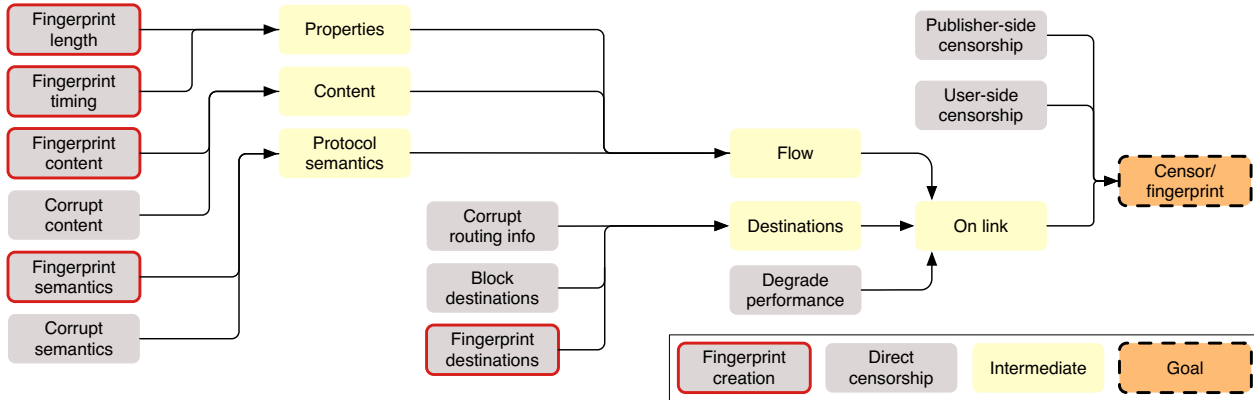 Fingerprint
length
Fingerprint
timing
Fingerprint
content
Corrupt
content
Fingerprint
semantics
Corrupt
semantics
Properties
Content
Protocol
semantics
Corrupt
routing info
Block
destinations
Fingerprint
destinations
Flow
Destinations
Degrade
performance
Publisher-side
censorship
User-side
censorship
On link
Censor/
fingerprint
Fingerprint
creation
Direct
censorship
Intermediate
Goal